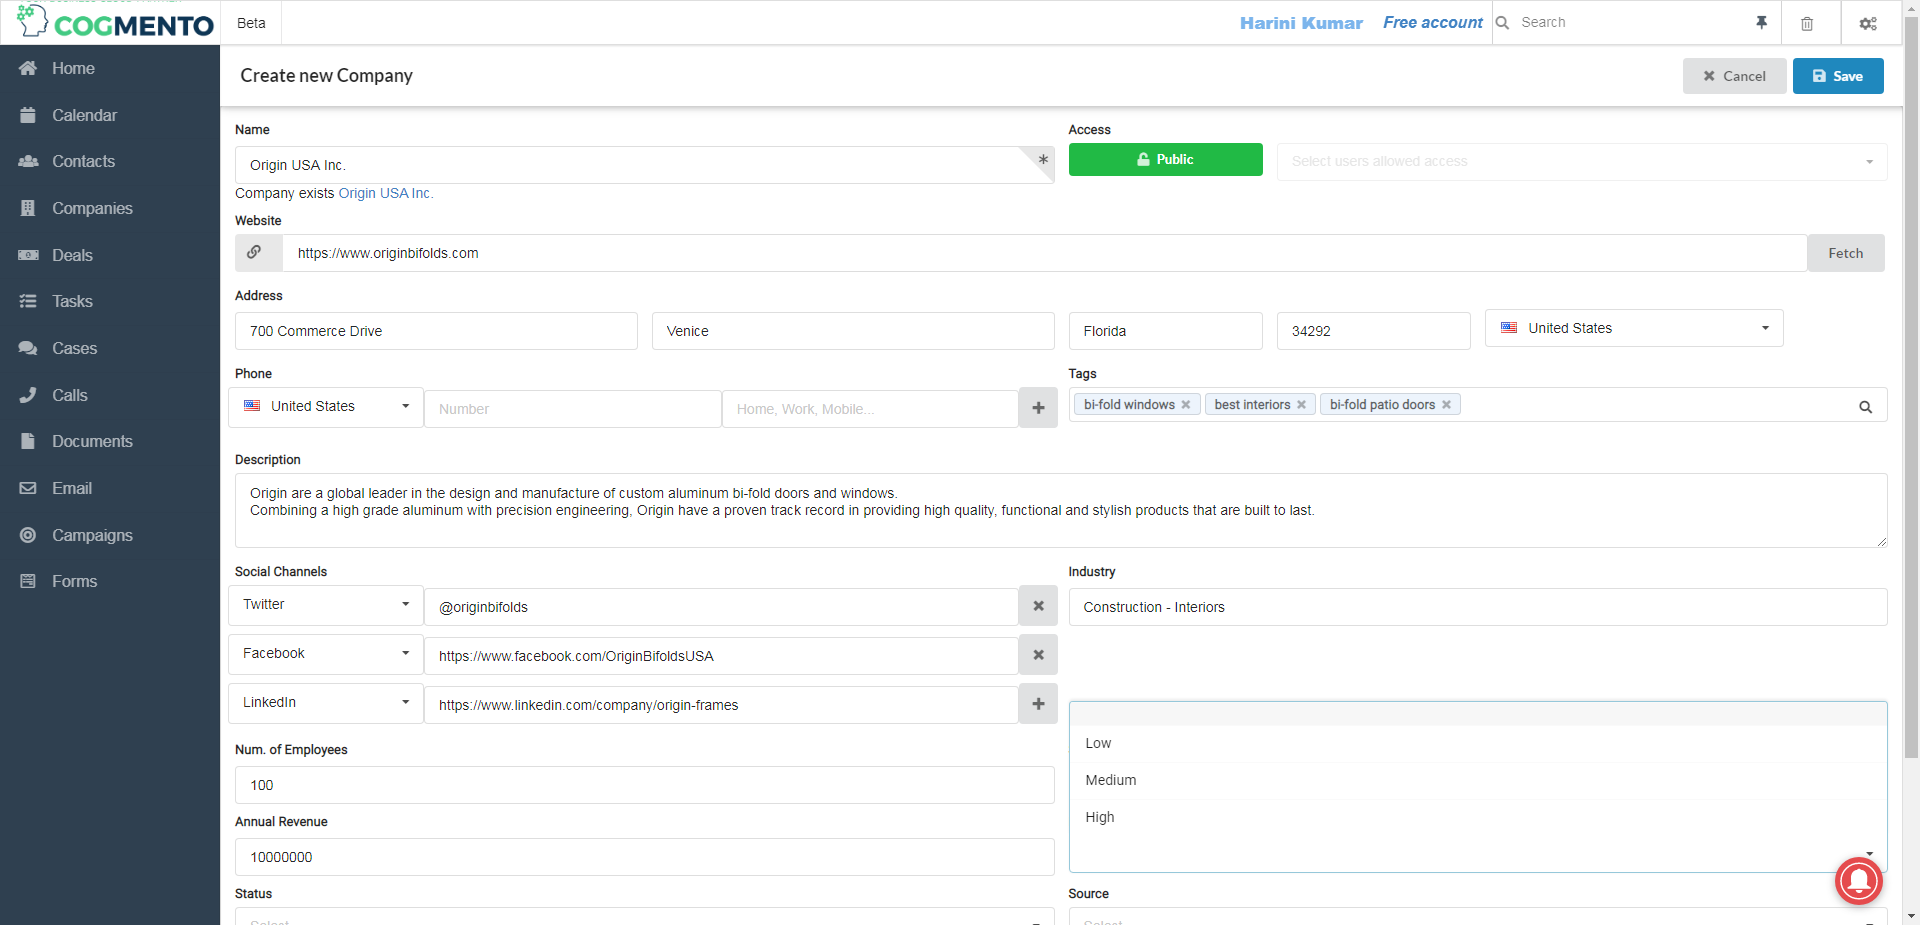 COGMENTO
Beta
Harini Kumar
Free account
Search
Home
Calendar
Contacts
Companies
Deals
Tasks
Cases
Calls
Documents
Email
Campaigns
Forms
Create new Company
Cancel
Save
Name
Origin USA Inc.
*
Company exists Origin USA Inc.
Access
Public
Select users allowed access
Website
https://www.originbifolds.com
Fetch
Address
700 Commerce Drive
Venice
Florida
34292
United States
Phone
United States
Number
Home, Work, Mobile...
Tags
bi-fold windows
best interiors
bi-fold patio doors
Description
Origin are a global leader in the design and manufacture of custom aluminum bi-fold doors and windows.
Combining a high grade aluminum with precision engineering, Origin have a proven track record in providing high quality, functional and stylish products that are built to last.
Social Channels
Twitter
@originbifolds
Facebook
https://www.facebook.com/OriginBifoldsUSA
LinkedIn
https://www.linkedin.com/company/origin-frames
Industry
Construction - Interiors
Low
Medium
High
Num. of Employees
100
Annual Revenue
10000000
Status
Select
Source
Select